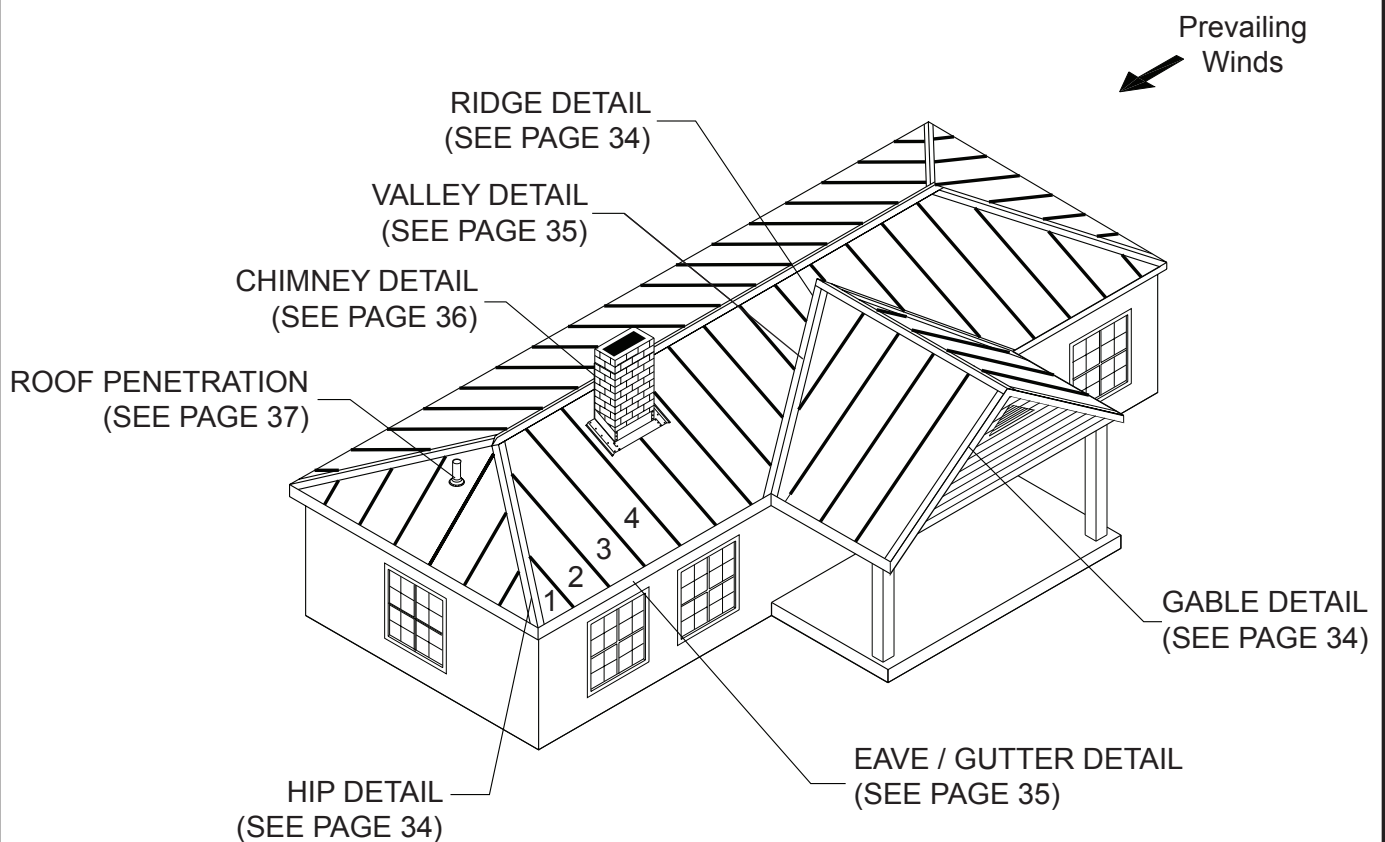 Prevailing
Winds
RIDGE DETAIL
(SEE PAGE 34)
VALLEY DETAIL
(SEE PAGE 35)
CHIMNEY DETAIL
(SEE PAGE 36)
ROOF PENETRATION
(SEE PAGE 37)
4
3
2
1
GABLE DETAIL
(SEE PAGE 34)
EAVE / GUTTER DETAIL
(SEE PAGE 35)
HIP DETAIL
(SEE PAGE 34)